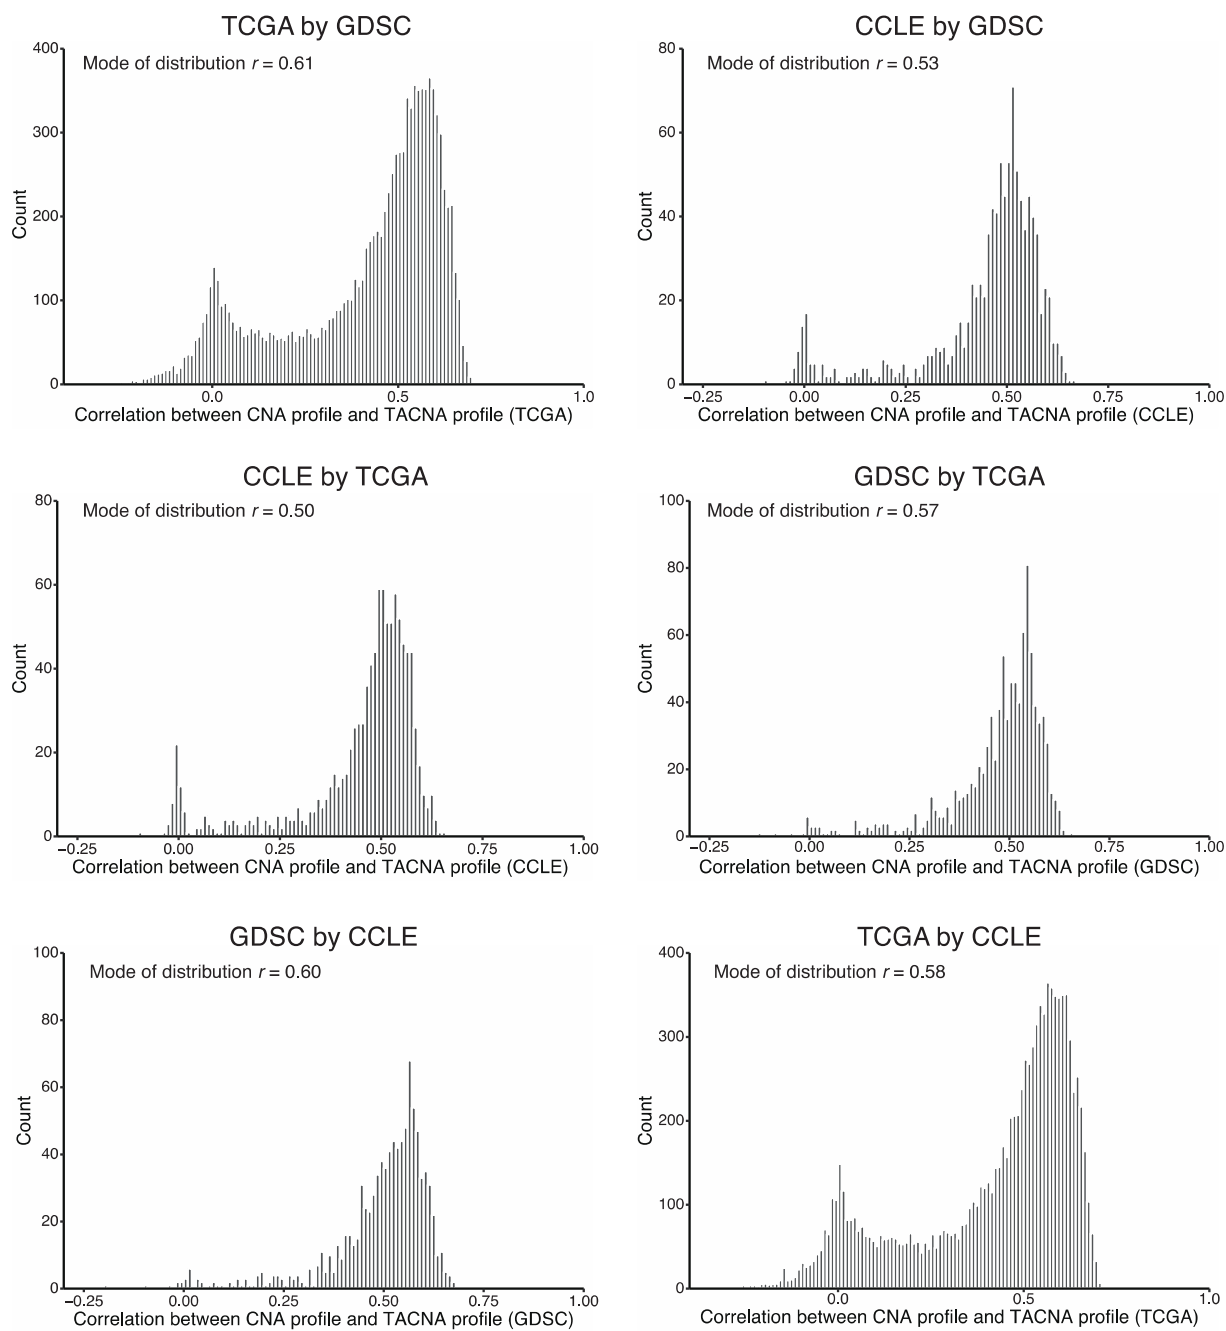 TCGA by GDSC
Mode of distribution r = 0.61
400
300
200
100
0
Count
0.0
0.5
1.0
Correlation between CNA profile and TACNA profile (TCGA)
CCLE by GDSC
Mode of distribution r = 0.53
80
60
40
20
0
Count
−0.25
0.00
0.25
0.50
0.75
1.00
Correlation between CNA profile and TACNA profile (CCLE)
CCLE by TCGA
Mode of distribution r = 0.50
80
60
40
20
0
Count
−0.25
0.00
0.25
0.50
0.75
1.00
Correlation between CNA profile and TACNA profile (CCLE)
GDSC by TCGA
Mode of distribution r = 0.57
100
80
60
40
20
0
Count
−0.25
0.00
0.25
0.50
0.75
1.00
Correlation between CNA profile and TACNA profile (GDSC)
GDSC by CCLE
Mode of distribution r = 0.60
100
80
60
40
20
0
Count
−0.25
0.00
0.25
0.50
0.75
1.00
Correlation between CNA profile and TACNA profile (GDSC)
TCGA by CCLE
Mode of distribution r = 0.58
400
300
200
100
0
Count
0.0
0.5
1.0
Correlation between CNA profile and TACNA profile (TCGA)